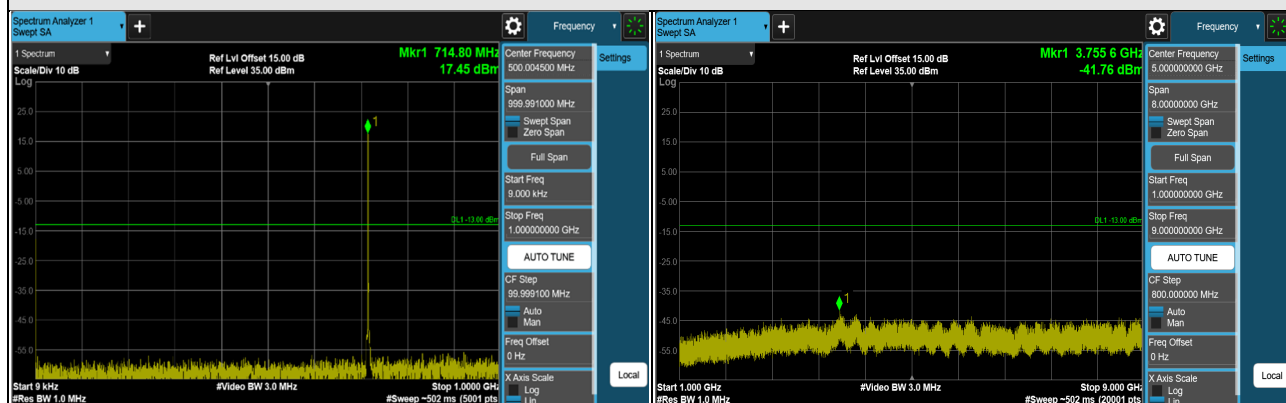 Spectrum Analyzer 1
Swept SA
+
Frequency
1 Spectrum
Scale/Div 10 dB
Log
Ref Lvl Offset 15.00 dB
Ref Level 35.00 dBm
Mkr1 714.80 MHz
17.45 dBm
1
25.0
15.0
5.00
-5.00
-15.0
-25.0
-35.0
-45.0
-55.0
DL1 -13.00 dBm
Start 9 kHz
#Res BW 1.0 MHz
#Video BW 3.0 MHz
Stop 1.0000 GHz
#Sweep ~502 ms (5001 pts
Center Frequency
500.004500 MHz
Span
999.991000 MHz
Swept Span
Zero Span
Full Span
Start Freq
9.000 kHz
Stop Freq
1.000000000 GHz
AUTO TUNE
CF Step
99.999100 MHz
Auto
Man
Freq Offset
0 Hz
X Axis Scale
Log
Lin
Settings
Local
Spectrum Analyzer 1
Swept SA
+
Frequency
1 Spectrum
Scale/Div 10 dB
Log
Ref Lvl Offset 15.00 dB
Ref Level 35.00 dBm
Mkr1 3.755 6 GHz
-41.76 dBm
1
25.0
15.0
5.00
-5.00
-15.0
-25.0
-35.0
-45.0
-55.0
DL1 -13.00 dBm
Start 1.000 GHz
#Res BW 1.0 MHz
#Video BW 3.0 MHz
Stop 9.000 GHz
#Sweep ~502 ms (20001 pts
Center Frequency
5.000000000 GHz
Span
8.00000000 GHz
Swept Span
Zero Span
Full Span
Start Freq
1.000000000 GHz
Stop Freq
9.000000000 GHz
AUTO TUNE
CF Step
800.000000 MHz
Auto
Man
Freq Offset
0 Hz
X Axis Scale
Log
Lin
Settings
Local